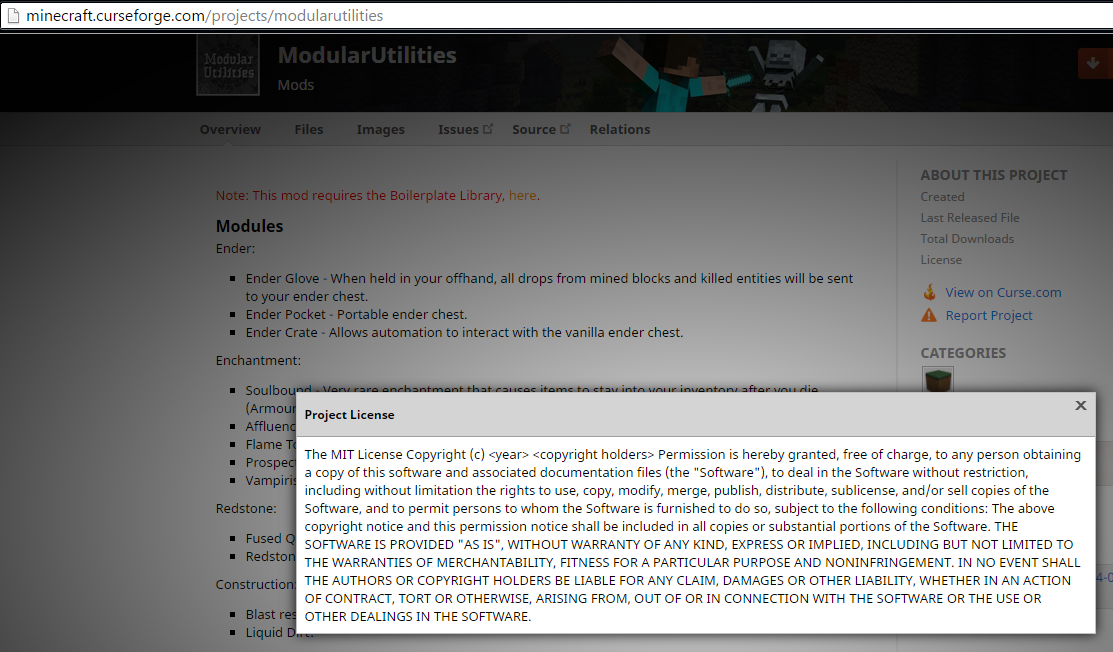 minecraft.curseforge.com/projects/modularutilities
Modular
Utilities
ModularUtilities
Mods
Overview Files Images Issues Source Relations
Note: This mod requires the Boilerplate Library, here.
Modules
Ender:
Ender Glove - When held in your offhand, all drops from mined blocks and killed entities will be sent
to your ender chest.
Ender Pocket - Portable ender chest.
Ender Crate - Allows automation to interact with the vanilla ender chest.
Enchantment:
Soulbound - Very rare enchantment that causes items to stay into your inventory after you die
(Armour
Affluenc
Flame To
Prospect
Vampiris
Redstone:
Fused Q
Redston
Construction:
Blast res
Liquid Dirt.
ABOUT THIS PROJECT
Created
Last Released File
Total Downloads
License
View on Curse.com
Report Project
CATEGORIES
Project License
The MIT License Copyright (c) <year> <copyright holders> Permission is hereby granted, free of charge, to any person obtaining
a copy of this software and associated documentation files (the "Software"), to deal in the Software without restriction,
including without limitation the rights to use, copy, modify, merge, publish, distribute, sublicense, and/or sell copies of the
Software, and to permit persons to whom the Software is furnished to do so, subject to the following conditions: The above
copyright notice and this permission notice shall be included in all copies or substantial portions of the Software. THE
SOFTWARE IS PROVIDED "AS IS", WITHOUT WARRANTY OF ANY KIND, EXPRESS OR IMPLIED, INCLUDING BUT NOT LIMITED TO
THE WARRANTIES OF MERCHANTABILITY, FITNESS FOR A PARTICULAR PURPOSE AND NONINFRINGEMENT. IN NO EVENT SHALL
THE AUTHORS OR COPYRIGHT HOLDERS BE LIABLE FOR ANY CLAIM, DAMAGES OR OTHER LIABILITY, WHETHER IN AN ACTION
OF CONTRACT, TORT OR OTHERWISE, ARISING FROM, OUT OF OR IN CONNECTION WITH THE SOFTWARE OR THE USE OR
OTHER DEALINGS IN THE SOFTWARE.